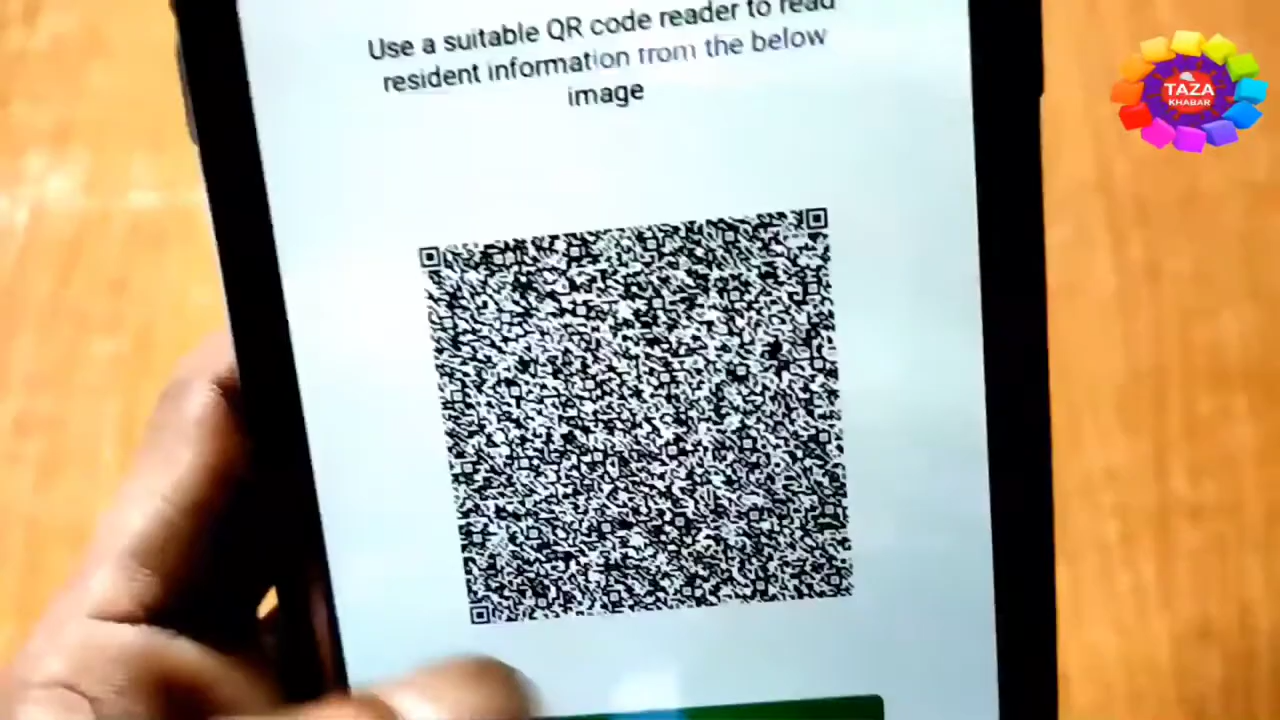 Use a suitable QR code reader to read
resident information from the below
image
TAZA
KHABAR